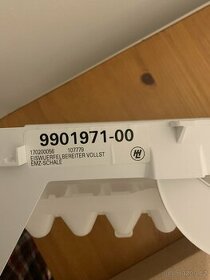 9901971-00
170200056 107779
EISWUERFELBEREITER VOLLST
EMZ-SCHALE